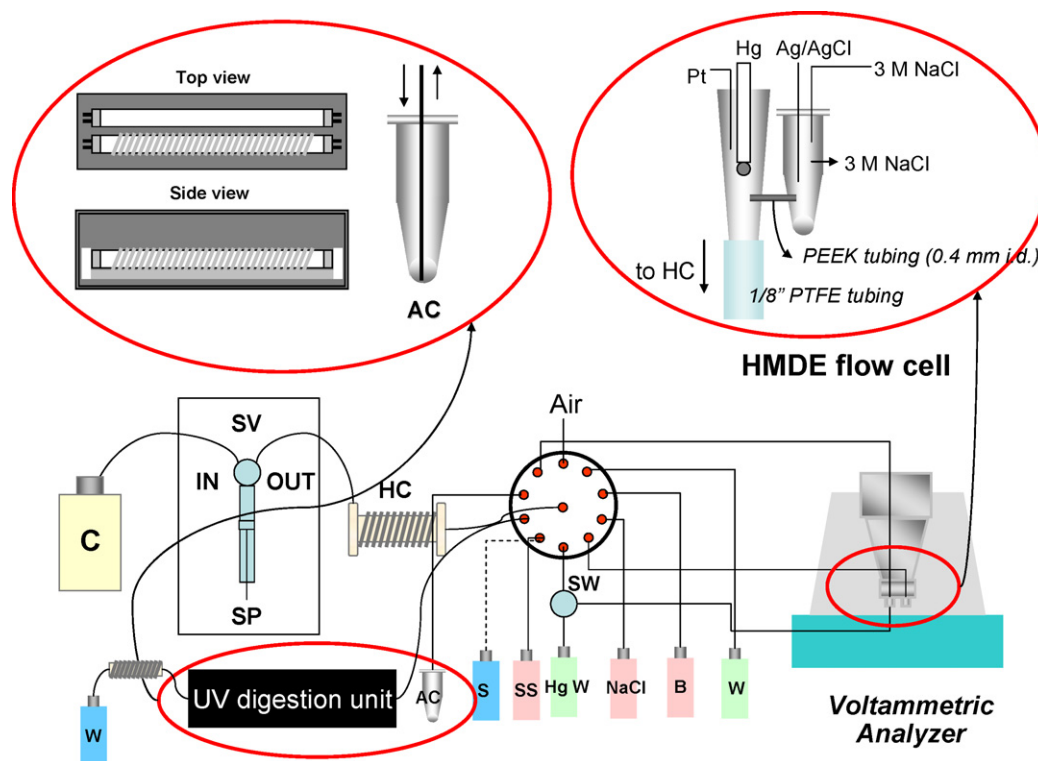 Top view
Side view
AC
Hg
Ag/AgCl
Pt
3 M NaCl
3 M NaCl
PEEK tubing (0.4 mm i.d.)
to HC
1/8” PTFE tubing
HMDE flow cell
Air
SV
IN
OUT
HC
C
SP
SW
UV digestion unit
AC
S
SS
Hg W
NaCl
B
W
W
Voltammetric
Analyzer